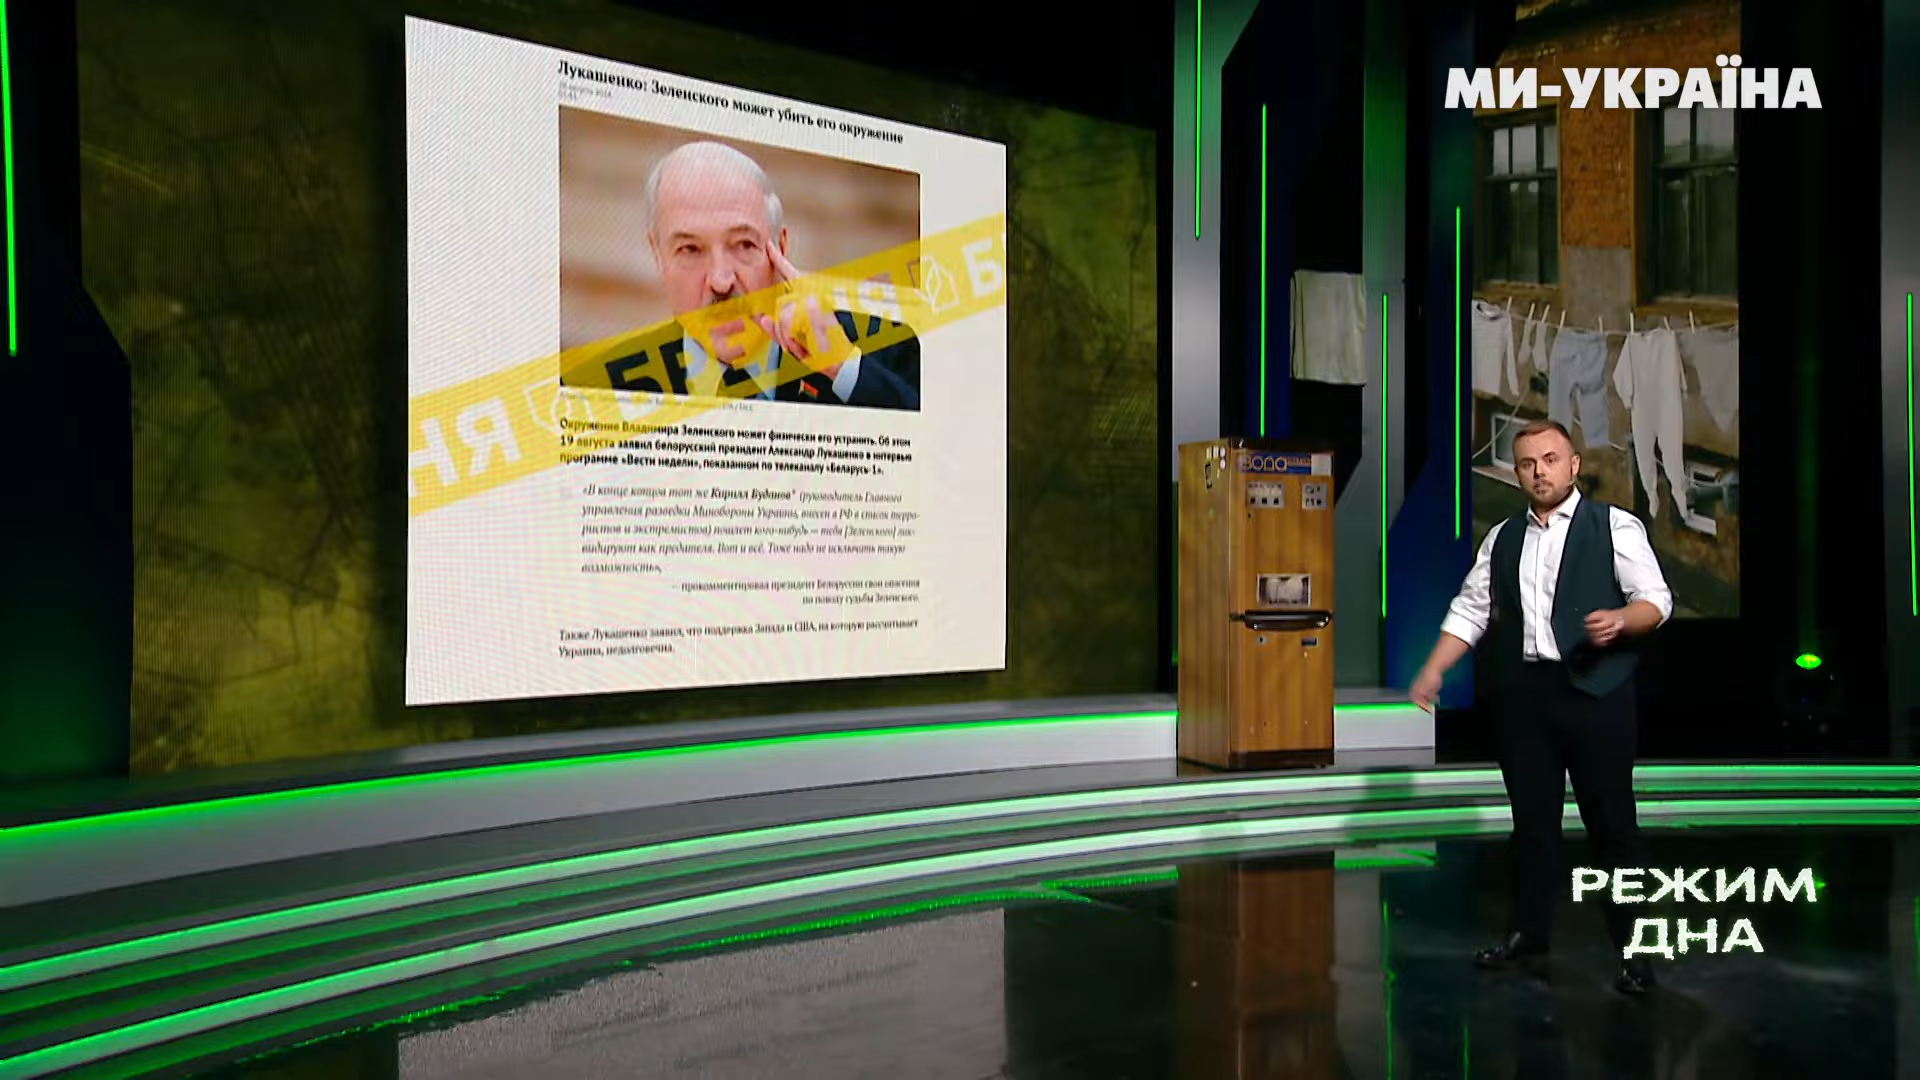 МИ-УКРАЇНА
Лукашенко: Зеленского может убить его окружение
НЯ БРЕХНЯ Б
Окружение Владимира Зеленского может физически его устранить. Об этом
19 августа заявил белорусский президент Александр Лукашенко в интервью
программе «Вести недели», показанном по телеканалу «Беларусь-1».
«В конце концов тот же Кирилл Буданов* (руководитель Главного
управления разведки Минобороны Украины, внесен в РФ в список терро-
ристов и экстремистов) пошлет кого-нибудь — тебя [Зеленского] лик-
видируют как предателя. Вот и всё. Тоже надо не исключать такую
возможность»,
— прокомментировал президент Белоруссии свои опасения
по поводу судьбы Зеленского.
Также Лукашенко заявил, что поддержка Запада и США, на которую рассчитывает
Украина, недолговечна.
ВОДА
РЕЖИМ
ДНА